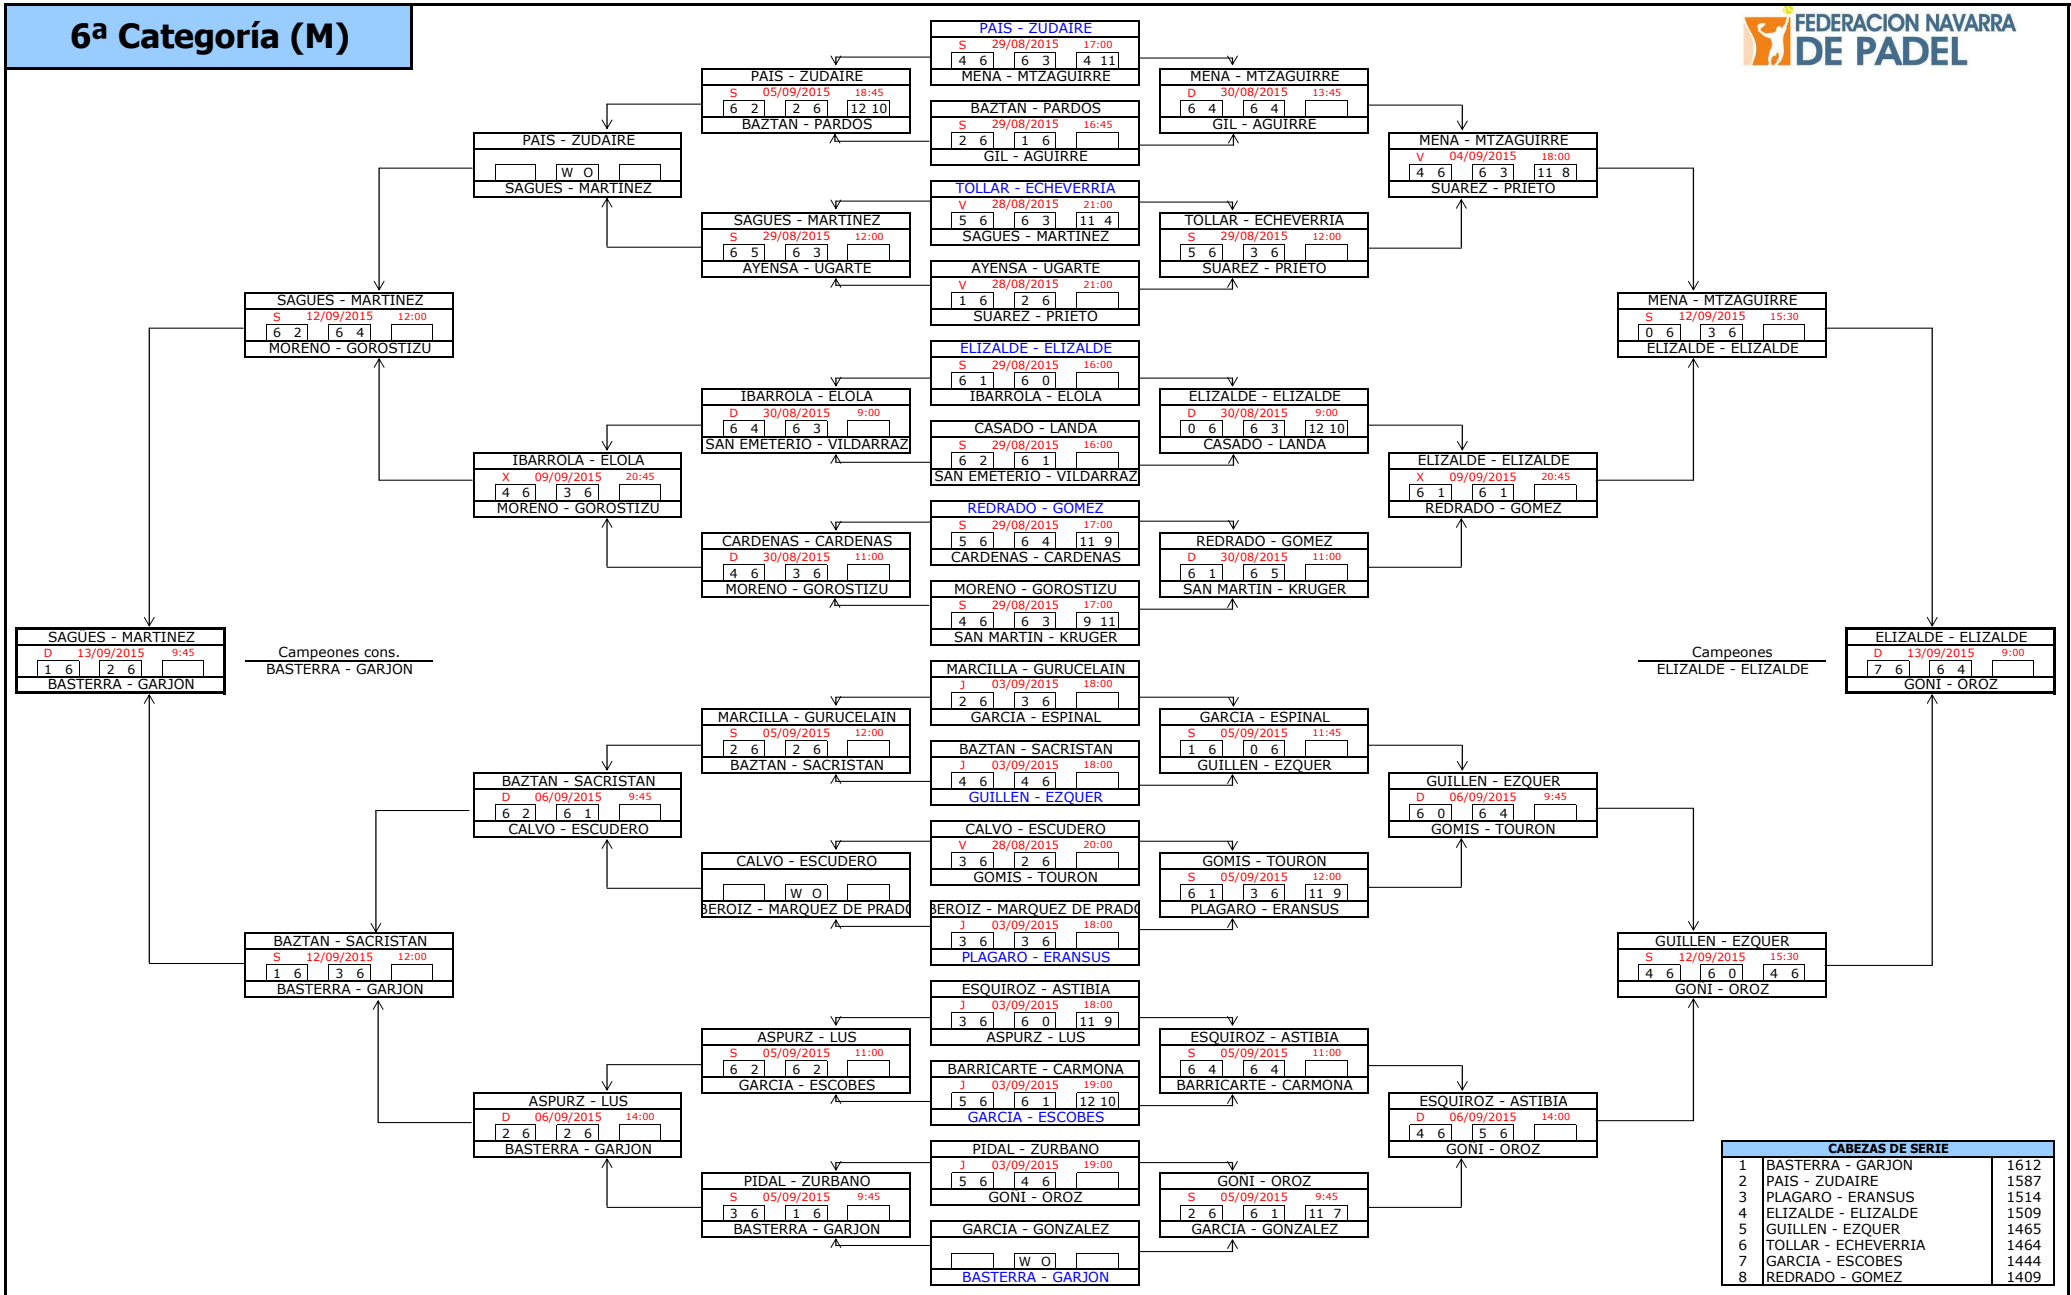 6ª Categoría (M)
FEDERACION NAVARRA
DE PADEL
SAGÜES - MARTINEZ
D 13/09/2015 9:45
1 6 2 6
BASTERRA - GARJON
Campeones cons.
BASTERRA - GARJON
SAGÜES - MARTINEZ
S 12/09/2015 12:00
6 2 6 4
MORENO - GOROSTIZU
BAZTAN - SACRISTAN
S 12/09/2015 12:00
1 6 3 6
BASTERRA - GARJON
PAIS - ZUDAIRE
W O
SAGÜES - MARTINEZ
IBARROLA - ELOLA
X 09/09/2015 20:45
4 6 3 6
MORENO - GOROSTIZU
BAZTAN - SACRISTAN
D 06/09/2015 9:45
6 2 6 1
CALVO - ESCUDERO
ASPURZ - LUS
D 06/09/2015 14:00
2 6 2 6
BASTERRA - GARJON
PAIS - ZUDAIRE
S 05/09/2015 18:45
6 2 2 6 12 10
BAZTAN - PARDOS
SAGÜES - MARTINEZ
S 29/08/2015 12:00
6 5 6 3
AYENSA - UGARTE
IBARROLA - ELOLA
D 30/08/2015 9:00
6 4 6 3
SAN EMETERIO - VILDARRAZ
CARDENAS - CARDENAS
D 30/08/2015 11:00
4 6 3 6
MORENO - GOROSTIZU
MARCILLA - GURUCELAIN
S 05/09/2015 12:00
2 6 2 6
BAZTAN - SACRISTAN
CALVO - ESCUDERO
W O
BEROIZ - MARQUEZ DE PRADO
ASPURZ - LUS
S 05/09/2015 11:00
6 2 6 2
GARCIA - ESCOBES
PIDAL - ZURBANO
S 05/09/2015 9:45
3 6 1 6
BASTERRA - GARJON
PAIS - ZUDAIRE
S 29/08/2015 17:00
4 6 6 3 4 11
MENA - MTZAGUIRRE
BAZTAN - PARDOS
S 29/08/2015 16:45
2 6 1 6
GIL - AGUIRRE
TOLLAR - ECHEVERRIA
V 28/08/2015 21:00
5 6 6 3 11 4
SAGÜES - MARTINEZ
AYENSA - UGARTE
V 28/08/2015 21:00
1 6 2 6
SUAREZ - PRIETO
ELIZALDE - ELIZALDE
S 29/08/2015 16:00
6 1 6 0
IBARROLA - ELOLA
CASADO - LANDA
S 29/08/2015 16:00
6 2 6 1
SAN EMETERIO - VILDARRAZ
REDRADO - GOMEZ
S 29/08/2015 17:00
5 6 6 4 11 9
CARDENAS - CARDENAS
MORENO - GOROSTIZU
S 29/08/2015 17:00
4 6 6 3 9 11
SAN MARTIN - KRUGER
MARCILLA - GURUCELAIN
J 03/09/2015 18:00
2 6 3 6
GARCIA - ESPINAL
BAZTAN - SACRISTAN
J 03/09/2015 18:00
4 6 4 6
GUILLEN - EZQUER
CALVO - ESCUDERO
V 28/08/2015 20:00
3 6 2 6
GOMIS - TOURON
BEROIZ - MARQUEZ DE PRADO
J 03/09/2015 18:00
3 6 3 6
PLAGARO - ERANSUS
ESQUIROZ - ASTIBIA
J 03/09/2015 18:00
3 6 6 0 11 9
ASPURZ - LUS
BARRICARTE - CARMONA
J 03/09/2015 19:00
5 6 6 1 12 10
GARCIA - ESCOBES
PIDAL - ZURBANO
J 03/09/2015 19:00
5 6 4 6
GOÑI - OROZ
GARCIA - GONZALEZ
W O
BASTERRA - GARJON
MENA - MTZAGUIRRE
D 30/08/2015 13:45
6 4 6 4
GIL - AGUIRRE
TOLLAR - ECHEVERRIA
S 29/08/2015 12:00
5 6 3 6
SUAREZ - PRIETO
ELIZALDE - ELIZALDE
D 30/08/2015 9:00
0 6 6 3 12 10
CASADO - LANDA
REDRADO - GOMEZ
D 30/08/2015 11:00
6 1 6 5
SAN MARTIN - KRUGER
GARCIA - ESPINAL
S 05/09/2015 11:45
1 6 0 6
GUILLEN - EZQUER
GOMIS - TOURON
S 05/09/2015 12:00
6 1 3 6 11 9
PLAGARO - ERANSUS
ESQUIROZ - ASTIBIA
S 05/09/2015 11:00
6 4 6 4
BARRICARTE - CARMONA
GOÑI - OROZ
S 05/09/2015 9:45
2 6 6 1 11 7
GARCIA - GONZALEZ
MENA - MTZAGUIRRE
V 04/09/2015 18:00
4 6 6 3 11 8
SUAREZ - PRIETO
ELIZALDE - ELIZALDE
X 09/09/2015 20:45
6 1 6 1
REDRADO - GOMEZ
GUILLEN - EZQUER
D 06/09/2015 9:45
6 0 6 4
GOMIS - TOURON
ESQUIROZ - ASTIBIA
D 06/09/2015 14:00
4 6 5 6
GOÑI - OROZ
MENA - MTZAGUIRRE
S 12/09/2015 15:30
0 6 3 6
ELIZALDE - ELIZALDE
GUILLEN - EZQUER
S 12/09/2015 15:30
4 6 6 0 4 6
GOÑI - OROZ
Campeones
ELIZALDE - ELIZALDE
ELIZALDE - ELIZALDE
D 13/09/2015 9:00
7 6 6 4
GOÑI - OROZ
CABEZAS DE SERIE
1 BASTERRA - GARJON 1612
2 PAIS - ZUDAIRE 1587
3 PLAGARO - ERANSUS 1514
4 ELIZALDE - ELIZALDE 1509
5 GUILLEN - EZQUER 1465
6 TOLLAR - ECHEVERRIA 1464
7 GARCIA - ESCOBES 1444
8 REDRADO - GOMEZ 1409